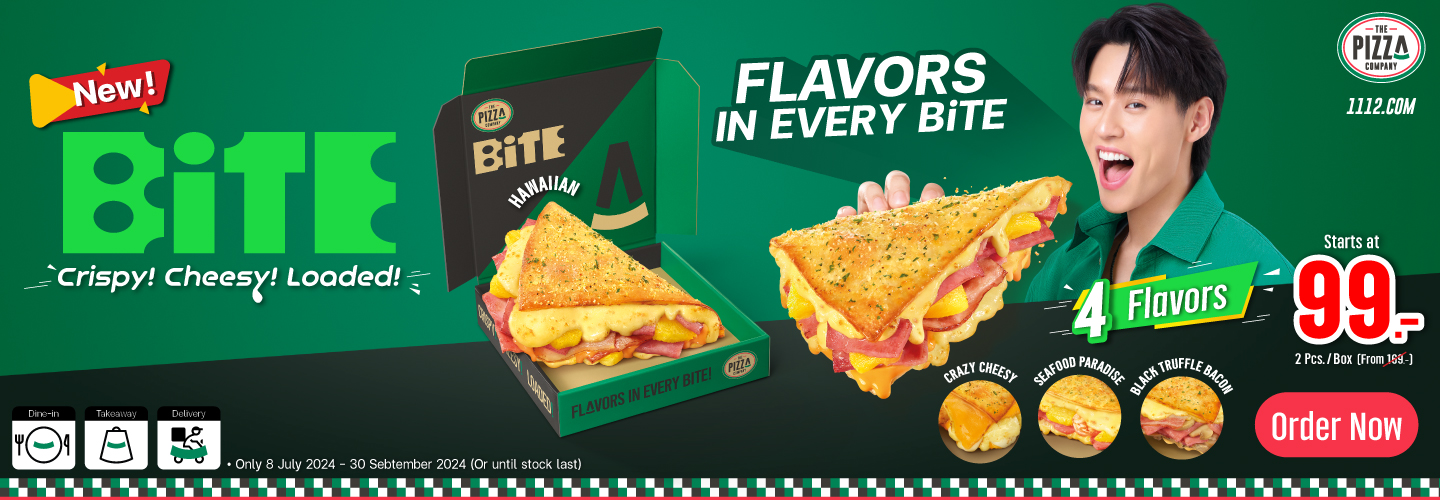 New!
BiTE
Crispy! Cheesy! Loaded!
THE
PIZZA
COMPANY
BiTE
HAWAIIAN
LOADED
FLAVORS IN EVERY BiTE!
THE
PIZZA
COMPANY
FLAVORS
IN EVERY BiTE
THE
PIZZA
COMPANY
1112.COM
4 Flavors
Starts at
99.-
2 Pcs./Box (From 169.-)
CRAZY CHEESY
SEAFOOD PARADISE
BLACK TRUFFLE BACON
Order Now
Dine-in
Takeaway
Delivery
• Only 8 July 2024 - 30 Sebtember 2024 (Or until stock last)